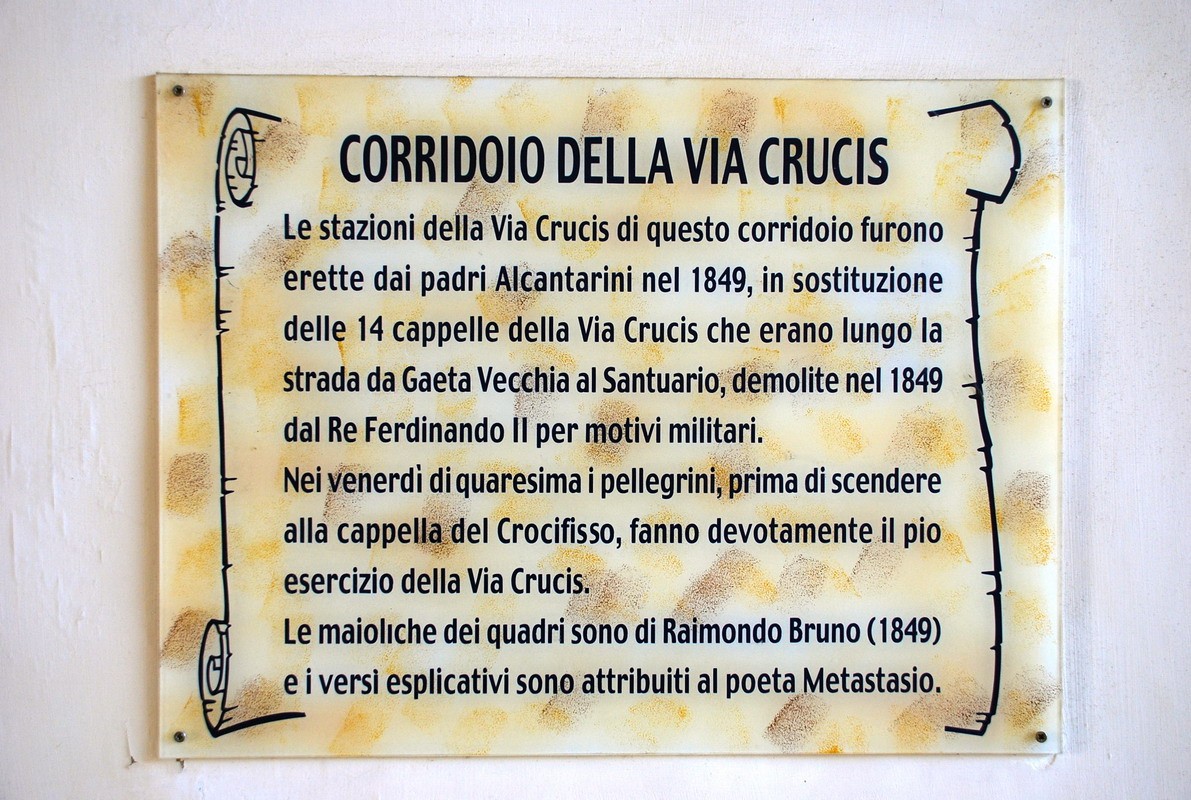 CORRIDOIO DELLA VIA CRUCIS
Le stazioni della Via Crucis di questo corridoio furono
erette dai padri Alcantarini nel 1849, in sostituzione
delle 14 cappelle della Via Crucis che erano lungo la
strada da Gaeta Vecchia al Santuario, demolite nel 1849
dal Re Ferdinando II per motivi militari.
Nei venerdì di quaresima i pellegrini, prima di scendere
alla cappella del Crocifisso, fanno devotamente il pio
esercizio della Via Crucis.
Le maioliche dei quadri sono di Raimondo Bruno (1849)
e i versi esplicativi sono attribuiti al poeta Metastasio.